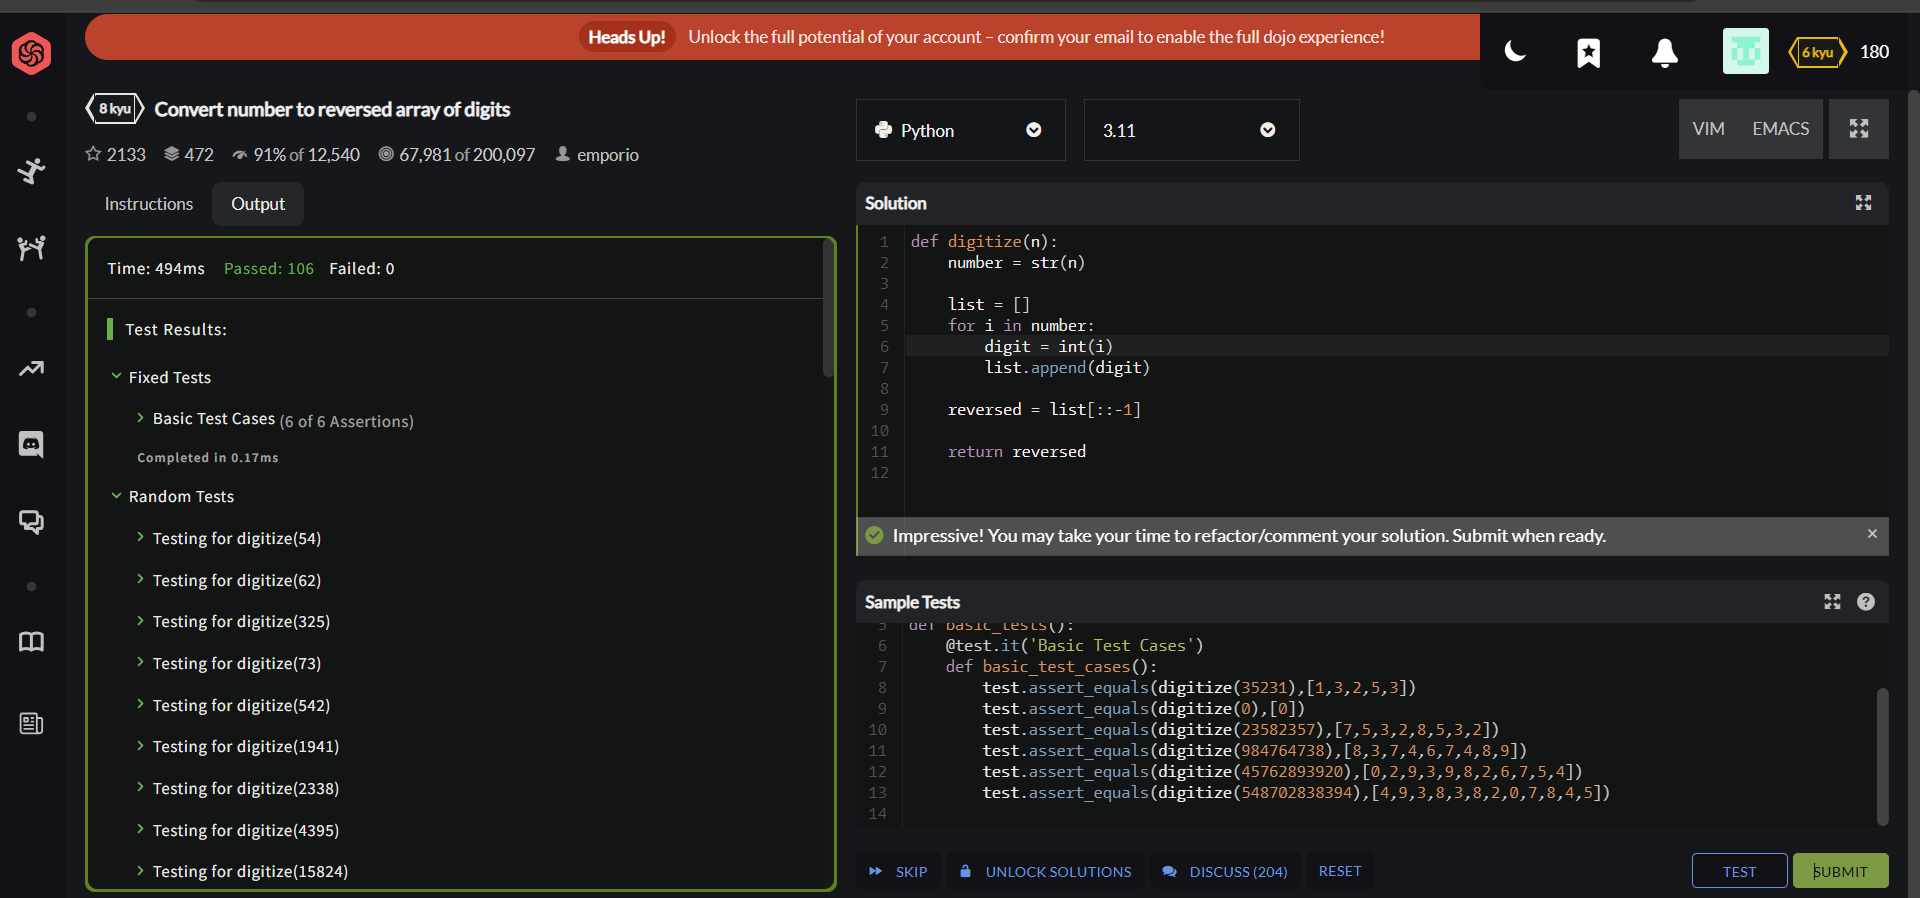 Heads Up! Unlock the full potential of your account – confirm your email to enable the full dojo experience!
6 kyu 180
8 kyu Convert number to reversed array of digits
2133 472 91% of 12,540 67,981 of 200,097 emporio
Instructions Output
Time: 494ms Passed: 106 Failed: 0
Test Results:
Fixed Tests
Basic Test Cases (6 of 6 Assertions)
Completed in 0.17ms
Random Tests
Testing for digitize(54)
Testing for digitize(62)
Testing for digitize(325)
Testing for digitize(73)
Testing for digitize(542)
Testing for digitize(1941)
Testing for digitize(2338)
Testing for digitize(4395)
Testing for digitize(15824)
Python 3.11 VIM EMACS
Solution
1 def digitize(n):
2 number = str(n)
3
4 list = []
5 for i in number:
6 digit = int(i)
7 list.append(digit)
8
9 reversed = list[::-1]
10
11 return reversed
12
Impressive! You may take your time to refactor/comment your solution. Submit when ready.
Sample Tests
5 def basic_tests():
6 @test.it('Basic Test Cases')
7 def basic_test_cases():
8 test.assert_equals(digitize(35231),[1,3,2,5,3])
9 test.assert_equals(digitize(0),[0])
10 test.assert_equals(digitize(23582357),[7,5,3,2,8,5,3,2])
11 test.assert_equals(digitize(984764738),[8,3,7,4,6,7,4,8,9])
12 test.assert_equals(digitize(45762893920),[0,2,9,3,9,8,2,6,7,5,4])
13 test.assert_equals(digitize(548702838394),[4,9,3,8,3,8,2,0,7,8,4,5])
14
SKIP UNLOCK SOLUTIONS DISCUSS (204) RESET TEST SUBMIT